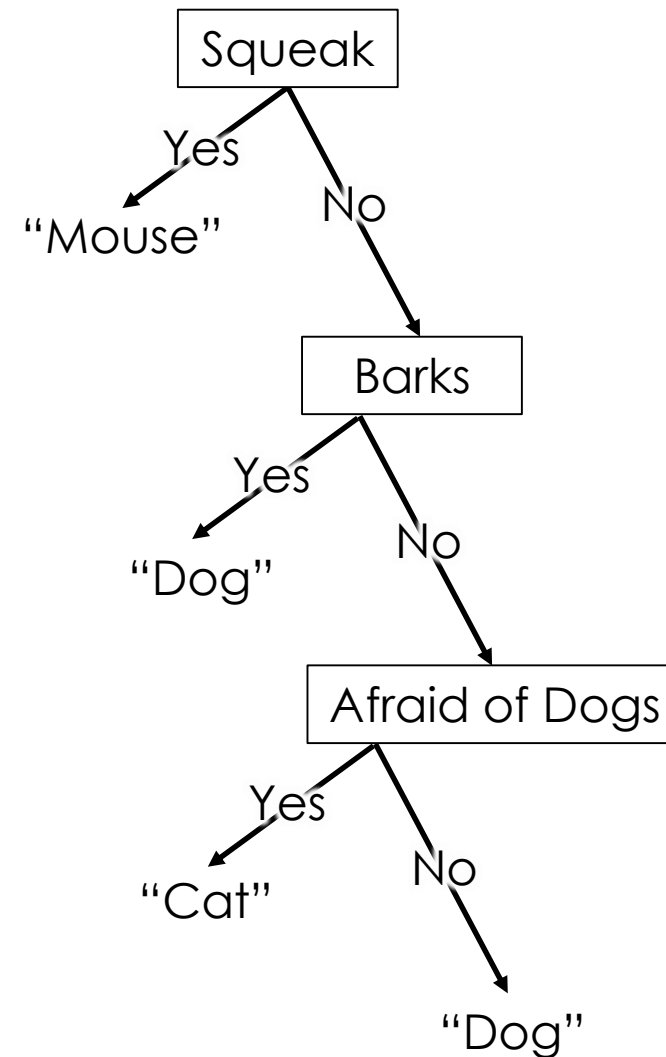 Squeak
Yes
No
“Mouse”
Barks
Yes
No
“Dog”
Afraid of Dogs
Yes
No
“Cat”
“Dog”